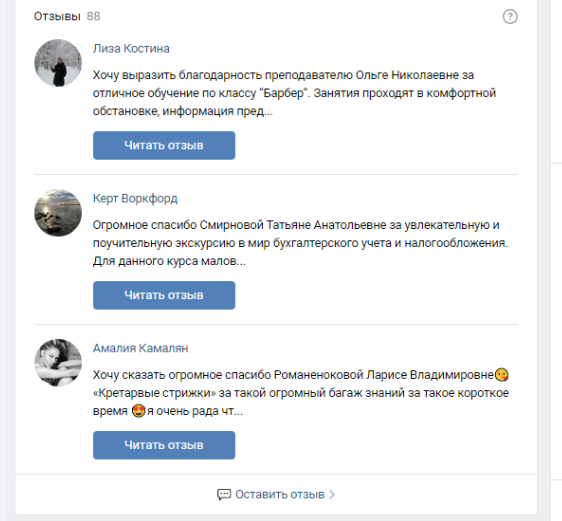 Отзывы 88
Лиза Костина
Хочу выразить благодарность преподавателю Ольге Николаевне за
отличное обучение по классу "Барбер". Занятия проходят в комфортной
обстановке, информация пред...
Читать отзыв
Керт Воркфорд
Огромное спасибо Смирновой Татьяне Анатольевне за увлекательную и
поучительную экскурсию в мир бухгалтерского учета и налогообложения.
Для данного курса малов...
Читать отзыв
Амалия Камалян
Хочу сказать огромное спасибо Романеноковой Ларисе Владимировне😘
«Кретарвые стрижки» за такой огромный багаж знаний за такое короткое
время 😍я очень рада чт...
Читать отзыв
Оставить отзыв